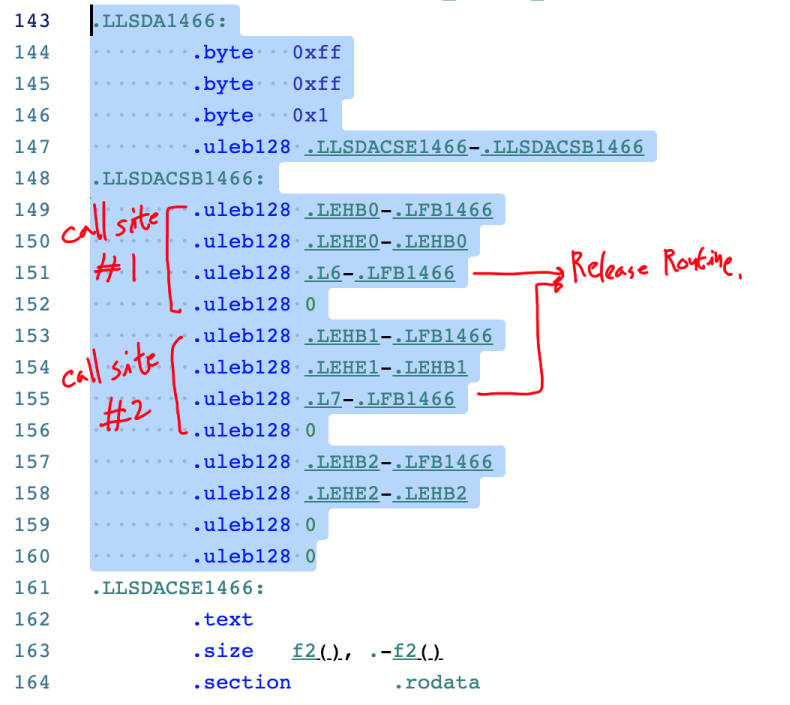 143 .LLSDA1466:
144 .byte 0xff
145 .byte 0xff
146 .byte 0x1
147 .uleb128 .LLSDACSE1466-.LLSDACSB1466
148 .LLSDACSB1466:
149 .uleb128 .LEHB0-.LFB1466
150 .uleb128 .LEHE0-.LEHB0
151 .uleb128 .L6-.LFB1466
152 .uleb128 0
call site
#1
Release Routine.
153 .uleb128 .LEHB1-.LFB1466
154 .uleb128 .LEHE1-.LEHB1
155 .uleb128 .L7-.LFB1466
156 .uleb128 0
call site
#2
157 .uleb128 .LEHB2-.LFB1466
158 .uleb128 .LEHE2-.LEHB2
159 .uleb128 0
160 .uleb128 0
161 .LLSDACSE1466:
162 .text
163 .size f2(), .-f2()
164 .section .rodata